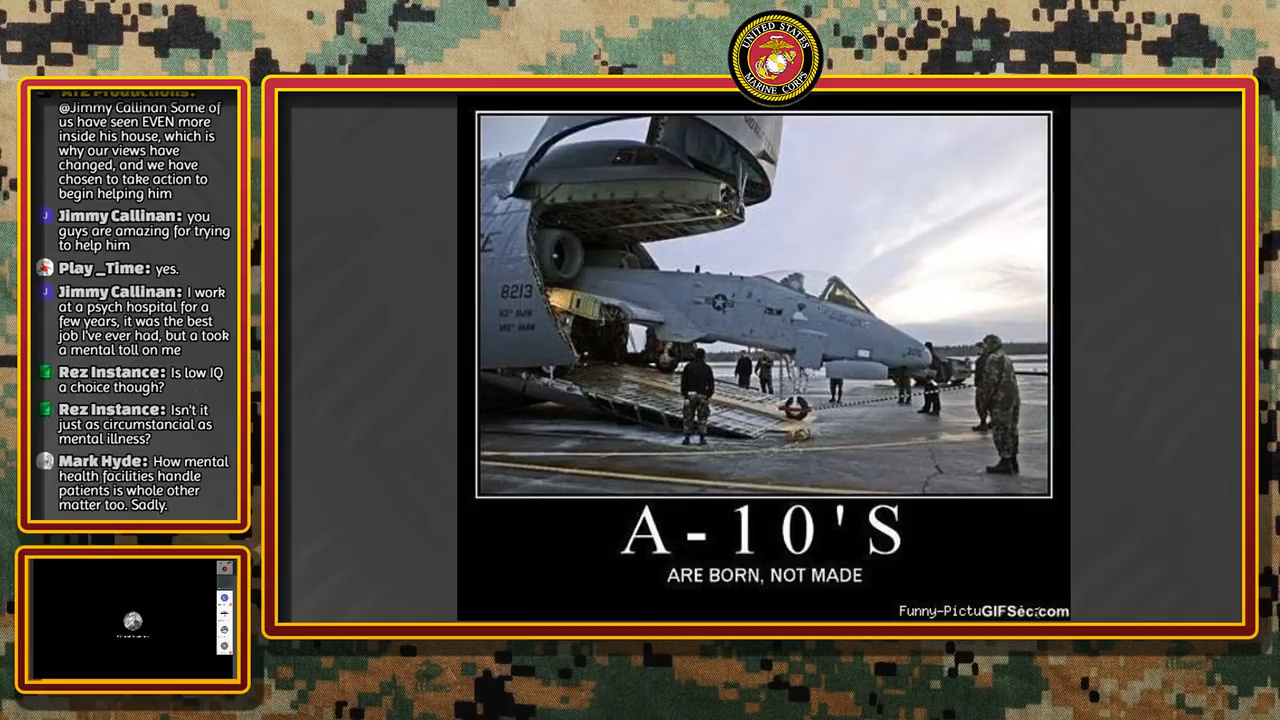 UNITED STATES
MARINE CORPS
AYZ Productions:
@Jimmy Callinan Some of
us have seen EVEN more
inside his house, which is
why our views have
changed, and we have
chosen to take action to
begin helping him
Jimmy Callinan: you
guys are amazing for trying
to help him
Play_Time: yes.
Jimmy Callinan: I work
at a psych hospital for a
few years, it was the best
job I've ever had, but a took
a mental toll on me
Rez Instance: Is low IQ
a choice though?
Rez Instance: Isn't it
just as circumstancial as
mental illness?
Mark Hyde: How mental
health facilities handle
patients is whole other
matter too. Sadly.
8213
A-10'S
ARE BORN, NOT MADE
Funny-PictuGIFSec.com